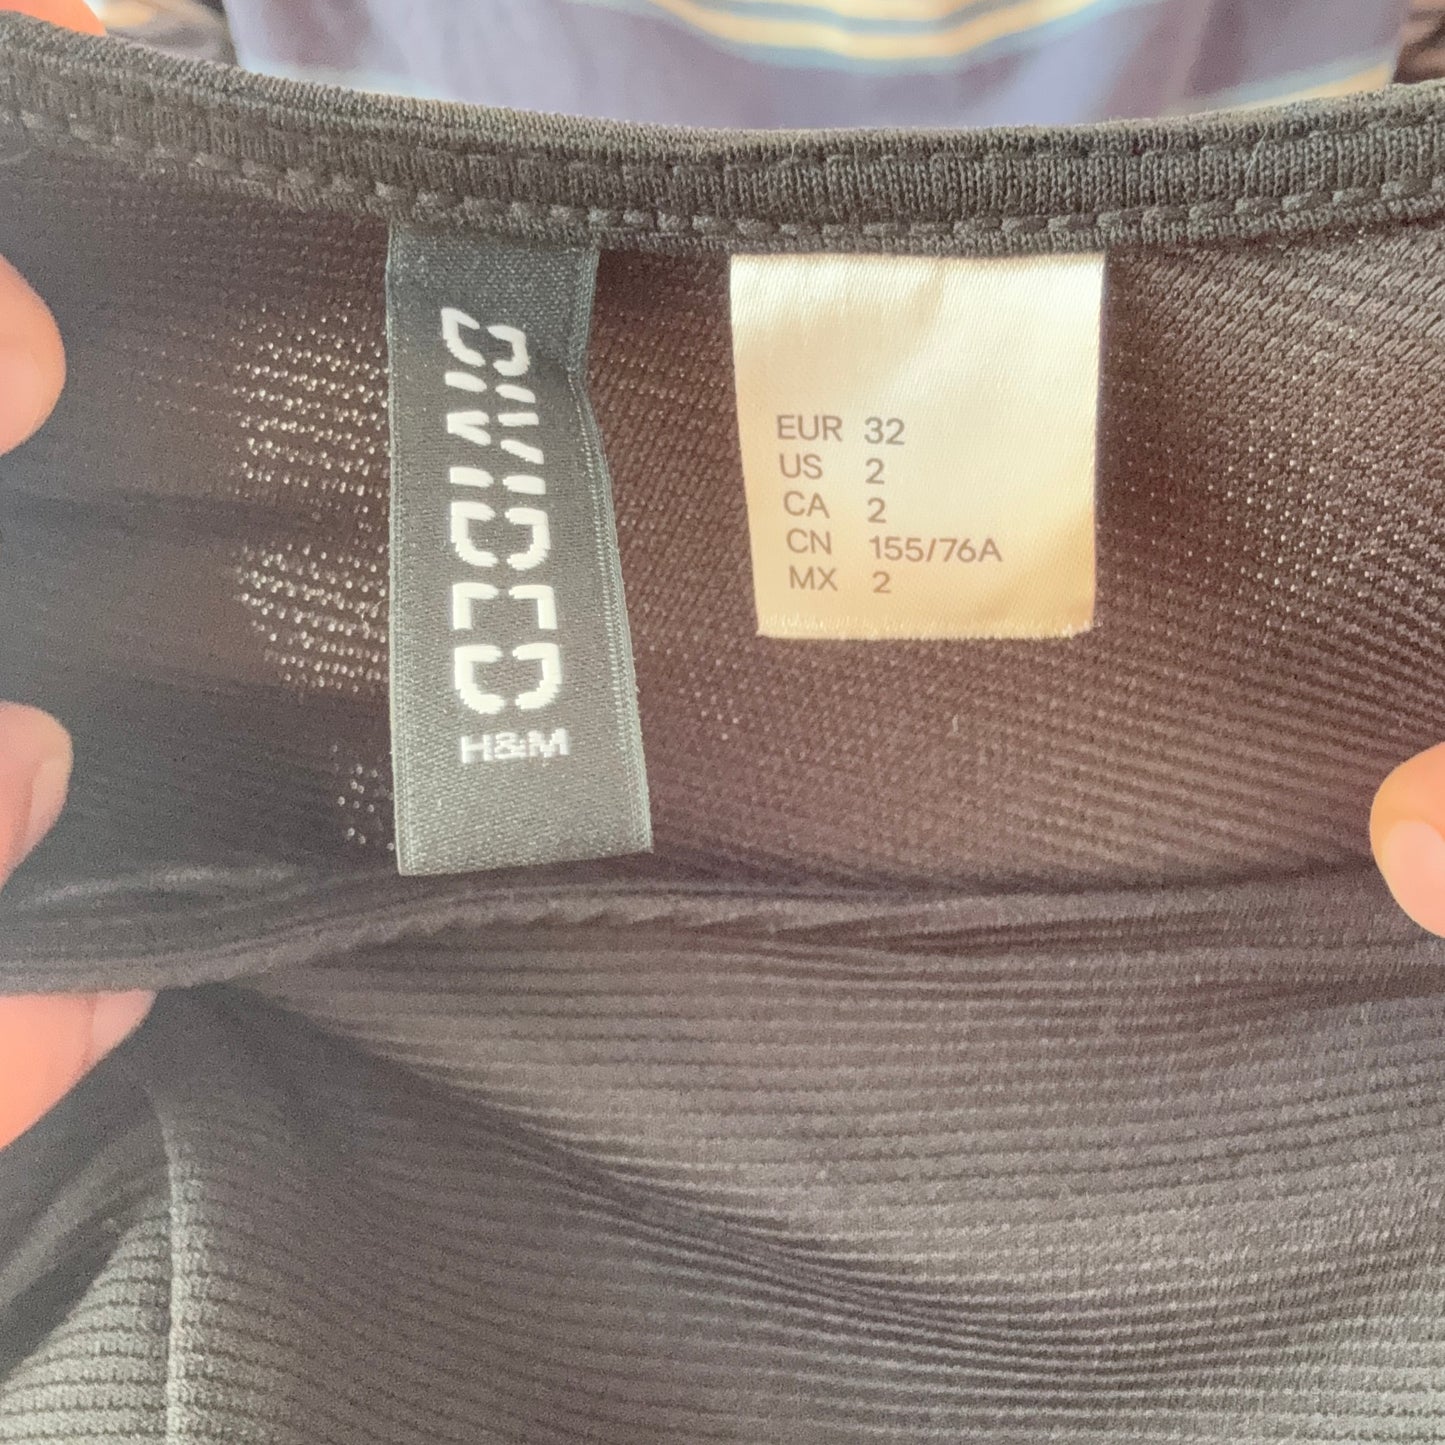 DIVIDED
H&M
EUR 32
US 2
CA 2
CN 155/76A
MX 2